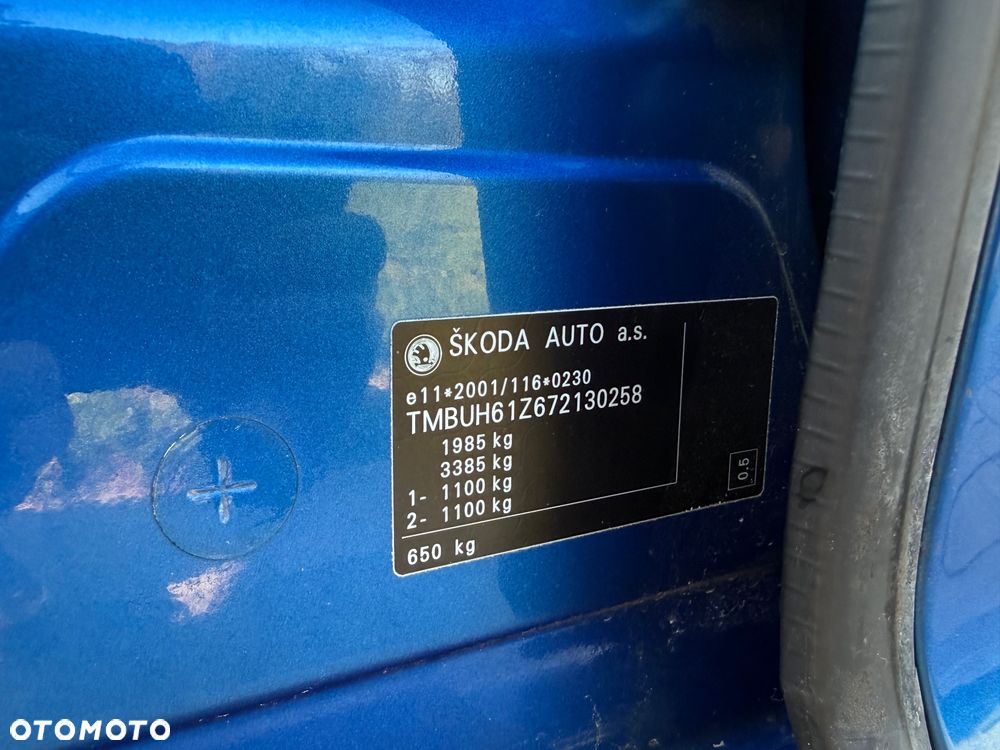 ŠKODA AUTO a.s.
e11*2001/116*0230
TMBUH61Z672130258
1985 kg
3385 kg
1- 1100 kg
2- 1100 kg
650 kg
0.5
OTOMOTO